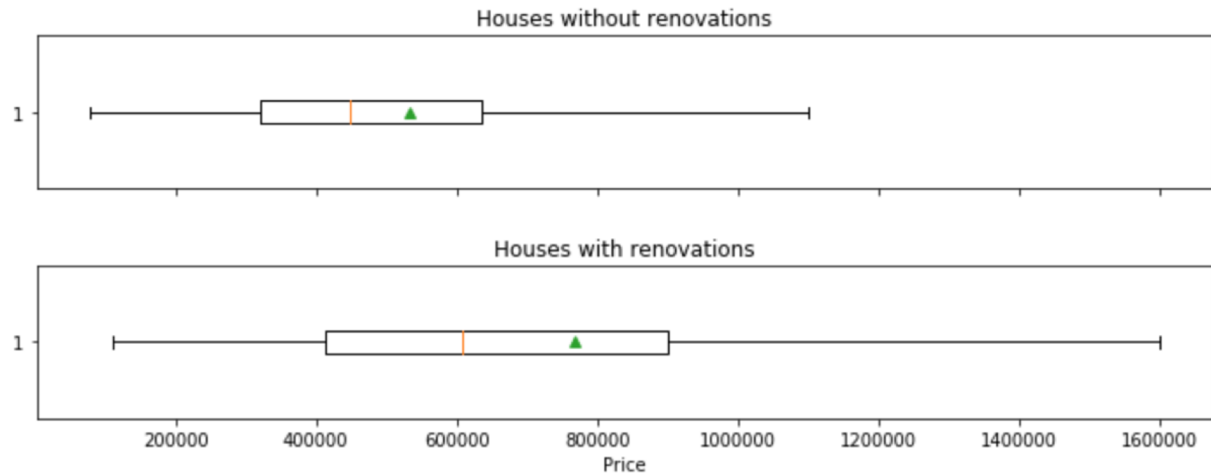 Houses without renovations
1
Houses with renovations
1
200000 400000 600000 800000 1000000 1200000 1400000 1600000
Price